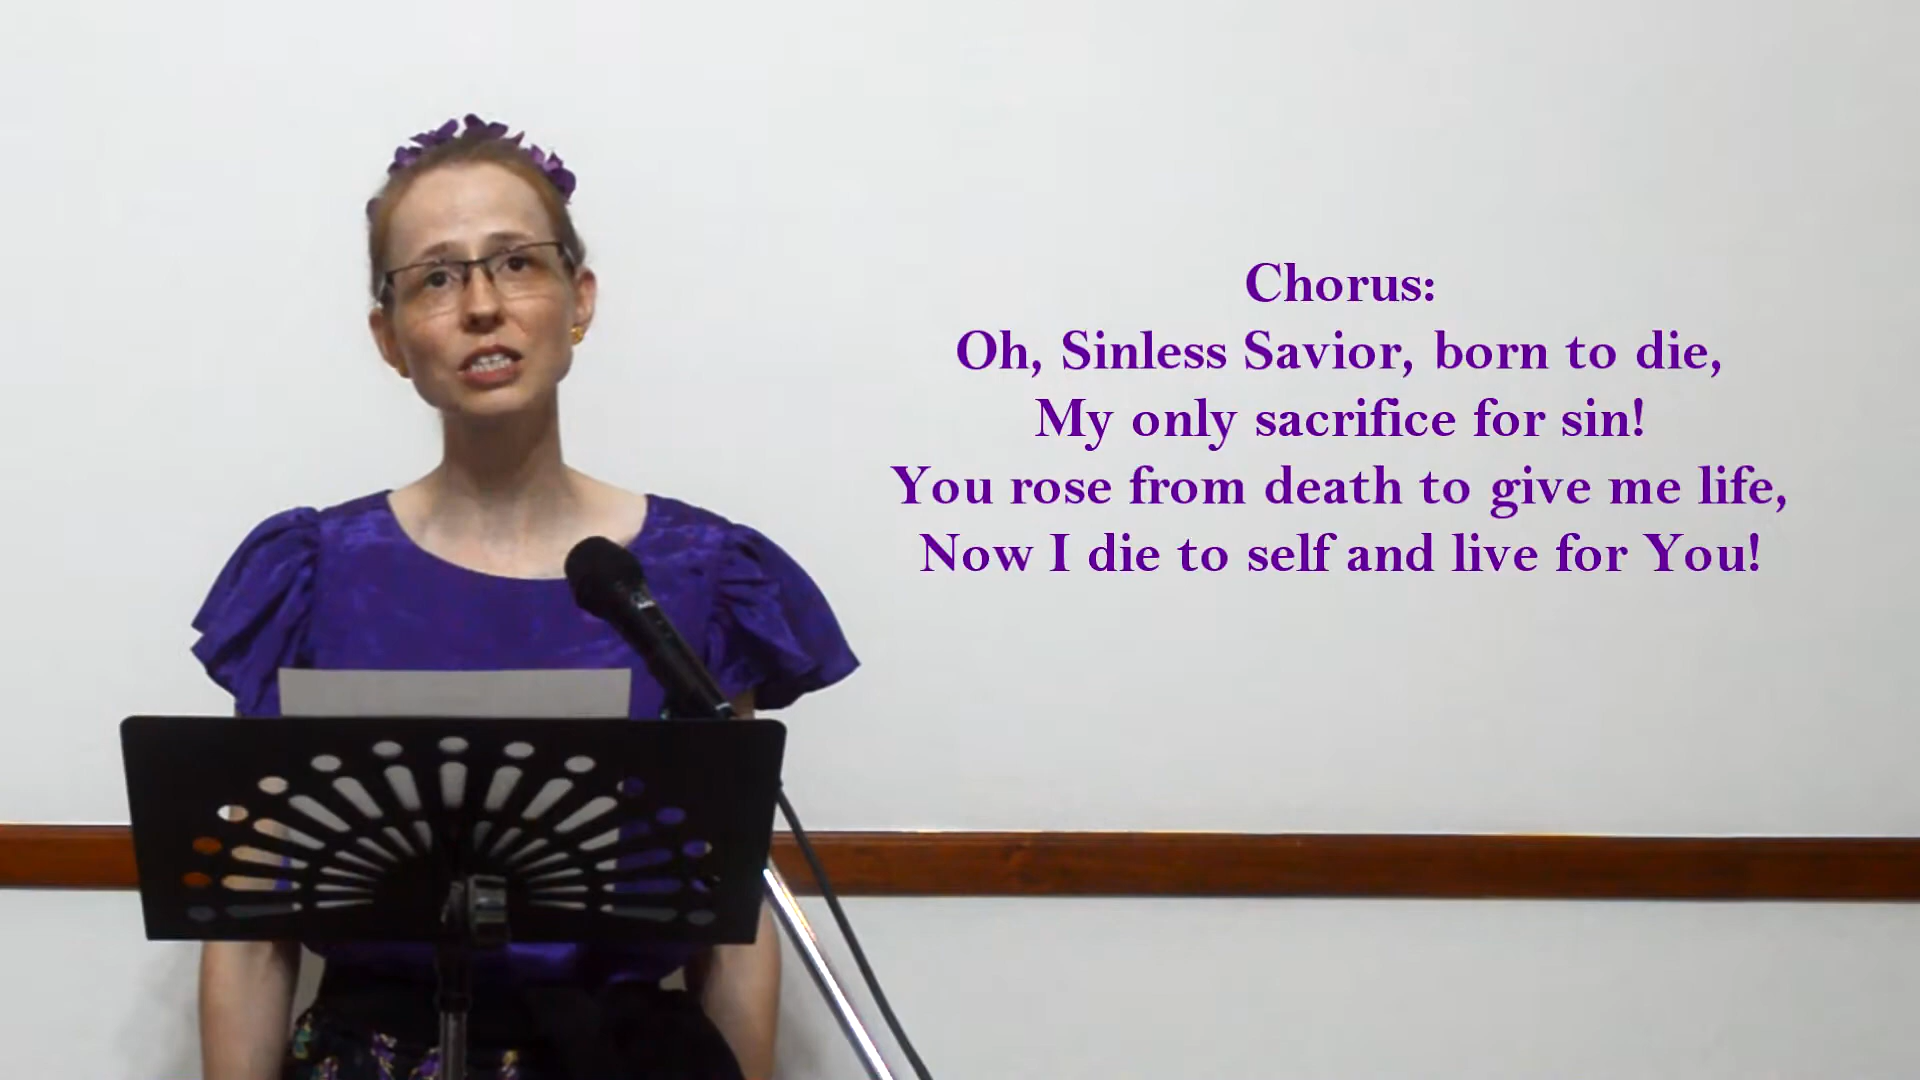 Chorus:
Oh, Sinless Savior, born to die,
My only sacrifice for sin!
You rose from death to give me life,
Now I die to self and live for You!